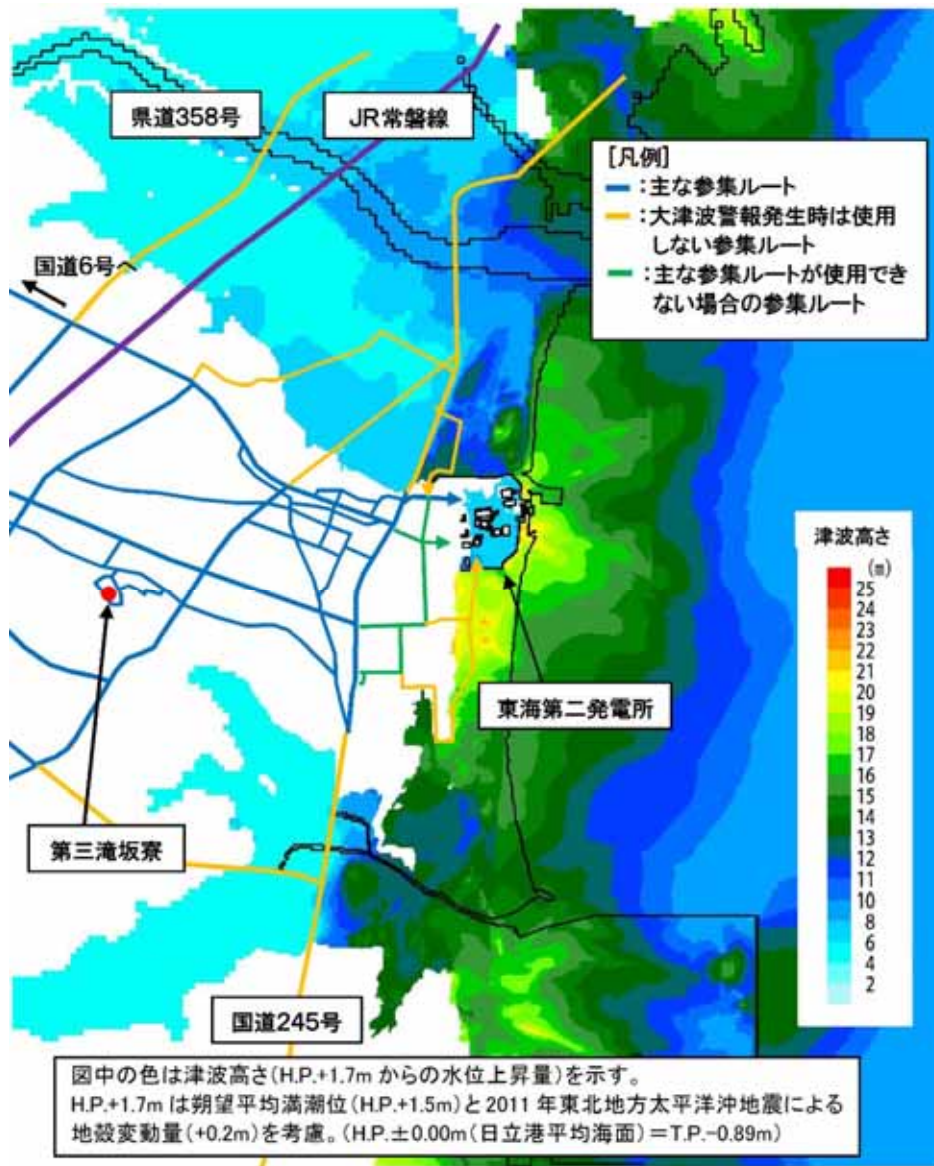 県道358号
JR常磐線
[凡例]
：主な参集ルート
：大津波警報発生時は使用
しない参集ルート
：主な参集ルートが使用でき
ない場合の参集ルート
国道6号へ
津波高さ
(m)
25
24
23
22
21
20
19
18
17
16
15
14
13
12
11
10
8
6
4
2
東海第二発電所
第三滝坂寮
国道245号
図中の色は津波高さ(H.P.+1.7m からの水位上昇量)を示す。
H.P.+1.7m は朔望平均満潮位(H.P.+1.5m)と2011 年東北地方太平洋沖地震による
地殻変動量(+0.2m)を考慮。(H.P.±0.00m(日立港平均海面)＝T.P.-0.89m)